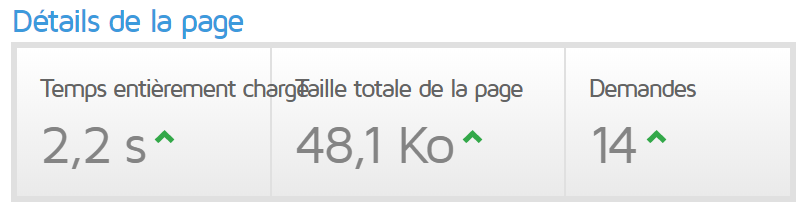 Détails de la page
Temps entièrement chargé
Taille totale de la page
Demandes
2,2 s
48,1 Ko
14